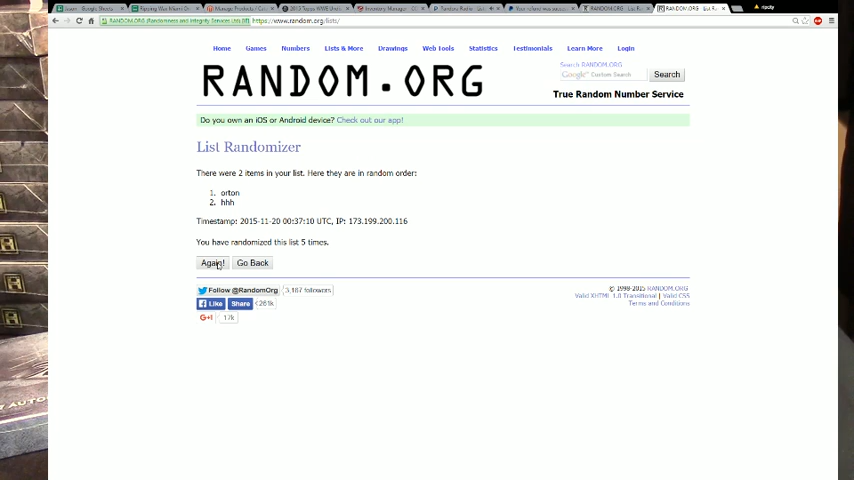 RANDOM.ORG (Randomness and Integrity Services Ltd) [IE] https://www.random.org/lists/
Home Games Numbers Lists & More Drawings Web Tools Statistics Testimonials Learn More Login
RANDOM.ORG
Search RANDOM.ORG
Google™ Custom Search Search
True Random Number Service
Do you own an iOS or Android device? Check out our app!
List Randomizer
There were 2 items in your list. Here they are in random order:
1. orton
2. hhh
Timestamp: 2015-11-20 00:37:10 UTC, IP: 173.199.200.116
You have randomized this list 5 times.
Again! Go Back
Follow @RandomOrg 3,187 followers
Like Share 261k
G+1 17k
© 1998-2015 RANDOM.ORG
Valid XHTML 1.0 Transitional | Valid CSS
Terms and Conditions